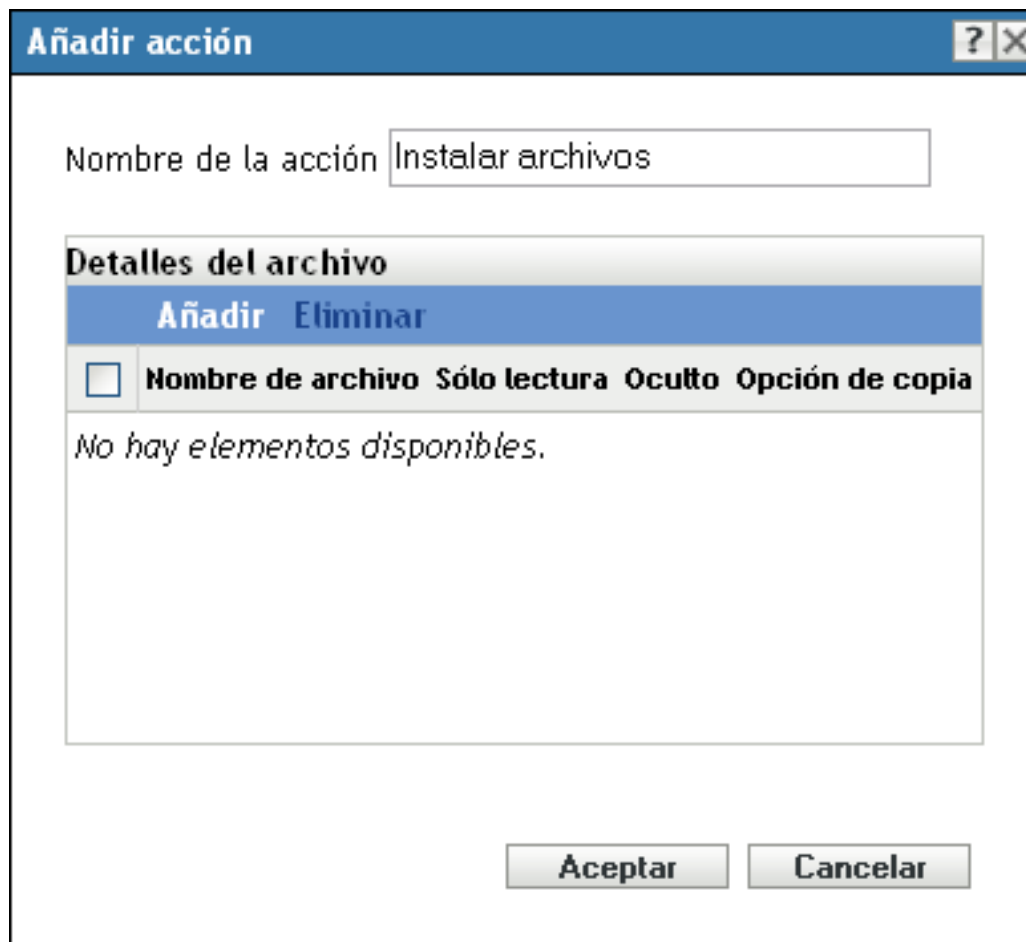 Añadir acción ? X
Nombre de la acción Instalar archivos
Detalles del archivo
Añadir Eliminar
Nombre de archivo Sólo lectura Oculto Opción de copia
No hay elementos disponibles.
Aceptar Cancelar